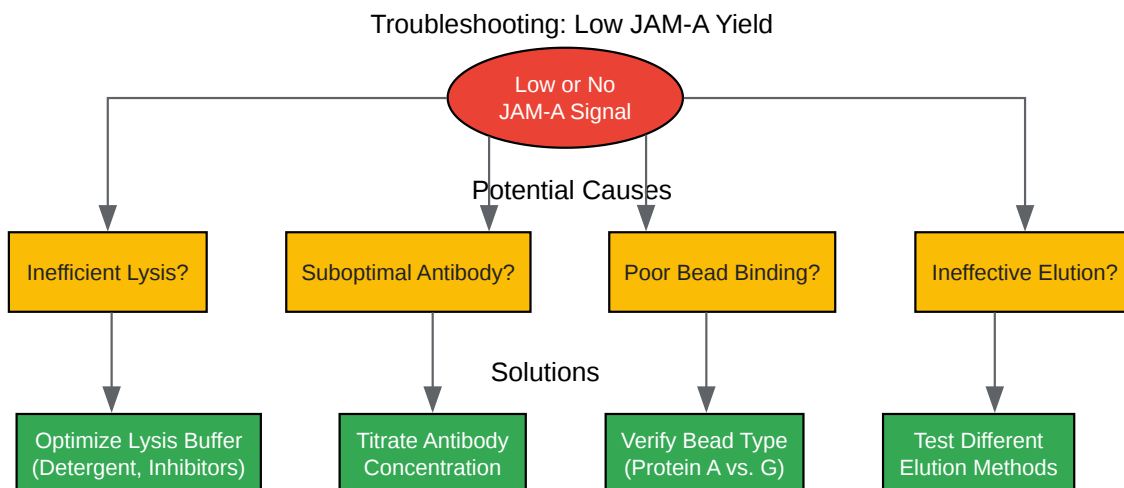 Troubleshooting: Low JAM-A Yield
Low or No
JAM-A Signal
Potential Causes
Inefficient Lysis?
Suboptimal Antibody?
Poor Bead Binding?
Ineffective Elution?
Solutions
Optimize Lysis Buffer
(Detergent, Inhibitors)
Titrate Antibody
Concentration
Verify Bead Type
(Protein A vs. G)
Test Different
Elution Methods